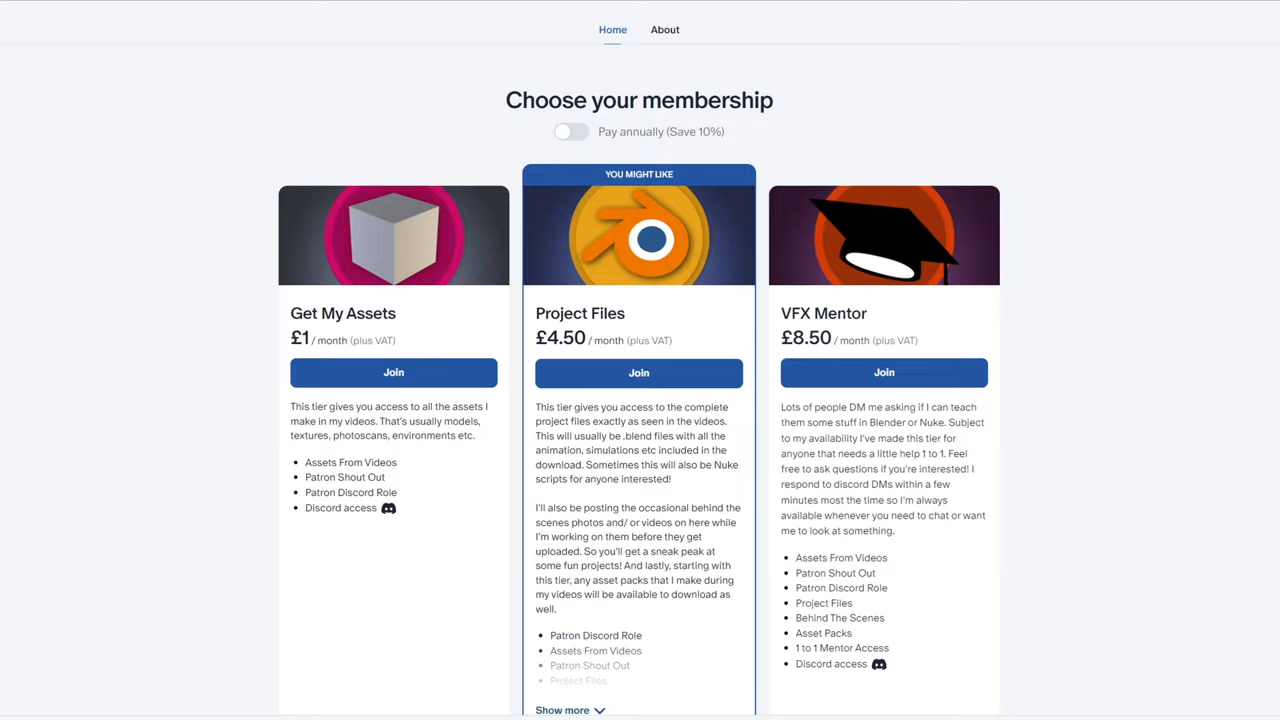 Home About
Choose your membership
Pay annually (Save 10%)
Get My Assets
£1 / month (plus VAT)
Join
This tier gives you access to all the assets I
make in my videos. That's usually models,
textures, photoscans, environments etc.
Assets From Videos
Patron Shout Out
Patron Discord Role
Discord access
YOU MIGHT LIKE
Project Files
£4.50 / month (plus VAT)
Join
This tier gives you access to the complete
project files exactly as seen in the videos.
This will usually be .blend files with all the
animation, simulations etc included in the
download. Sometimes this will also be Nuke
scripts for anyone interested!
I'll also be posting the occasional behind the
scenes photos and/ or videos on here while
I'm working on them before they get
uploaded. So you'll get a sneak peak at
some fun projects! And lastly, starting with
this tier, any asset packs that I make during
my videos will be available to download as
well.
Patron Discord Role
Assets From Videos
Patron Shout Out
Project Files
Show more
VFX Mentor
£8.50 / month (plus VAT)
Join
Lots of people DM me asking if I can teach
them some stuff in Blender or Nuke. Subject
to my availability I've made this tier for
anyone that needs a little help 1 to 1. Feel
free to ask questions if you're interested! I
respond to discord DMs within a few
minutes most the time so I'm always
available whenever you need to chat or want
me to look at something.
Assets From Videos
Patron Shout Out
Patron Discord Role
Project Files
Behind The Scenes
Asset Packs
1 to 1 Mentor Access
Discord access